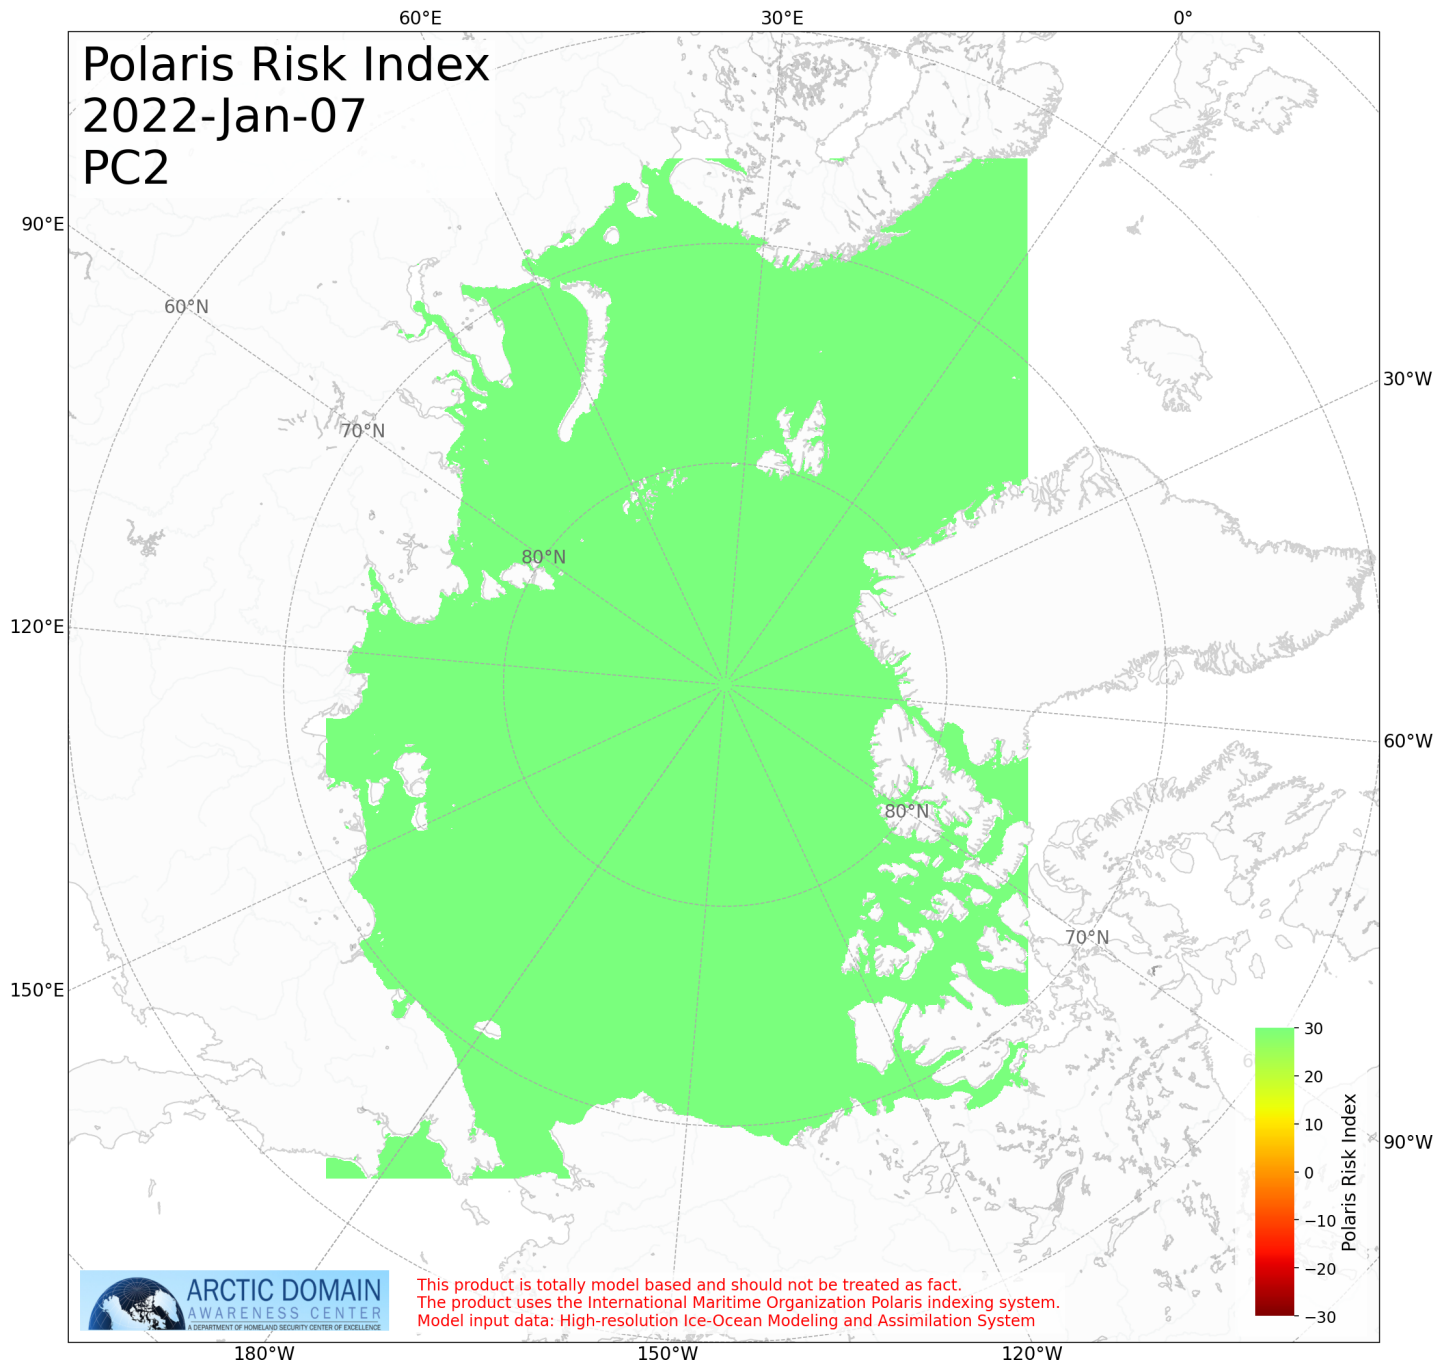 60°E 30°E 0°
Polaris Risk Index
2022-Jan-07
PC2
90°E
60°N
30°W
70°N
80°N
120°E
60°W
80°N
70°N
150°E
30
20
10
0
−10
−20
−30
Polaris Risk Index
90°W
ARCTIC DOMAIN
AWARENESS CENTER
A DEPARTMENT OF HOMELAND SECURITY CENTER OF EXCELLENCE
This product is totally model based and should not be treated as fact.
The product uses the International Maritime Organization Polaris indexing system.
Model input data: High-resolution Ice-Ocean Modeling and Assimilation System
180°W 150°W 120°W